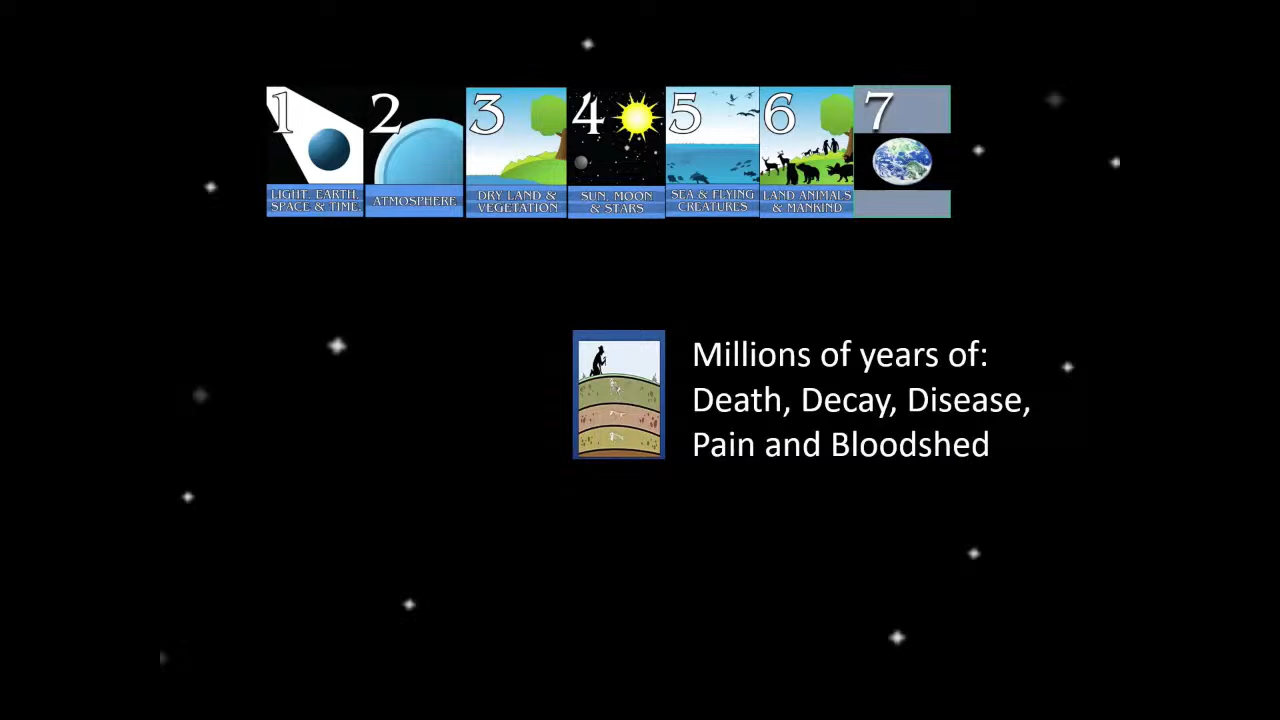 1
LIGHT, EARTH,
SPACE & TIME.
2
ATMOSPHERE
3
DRY LAND &
VEGETATION
4
SUN, MOON
& STARS
5
SEA & FLYING
CREATURES
6
LAND ANIMALS
& MANKIND
7
Millions of years of:
Death, Decay, Disease,
Pain and Bloodshed